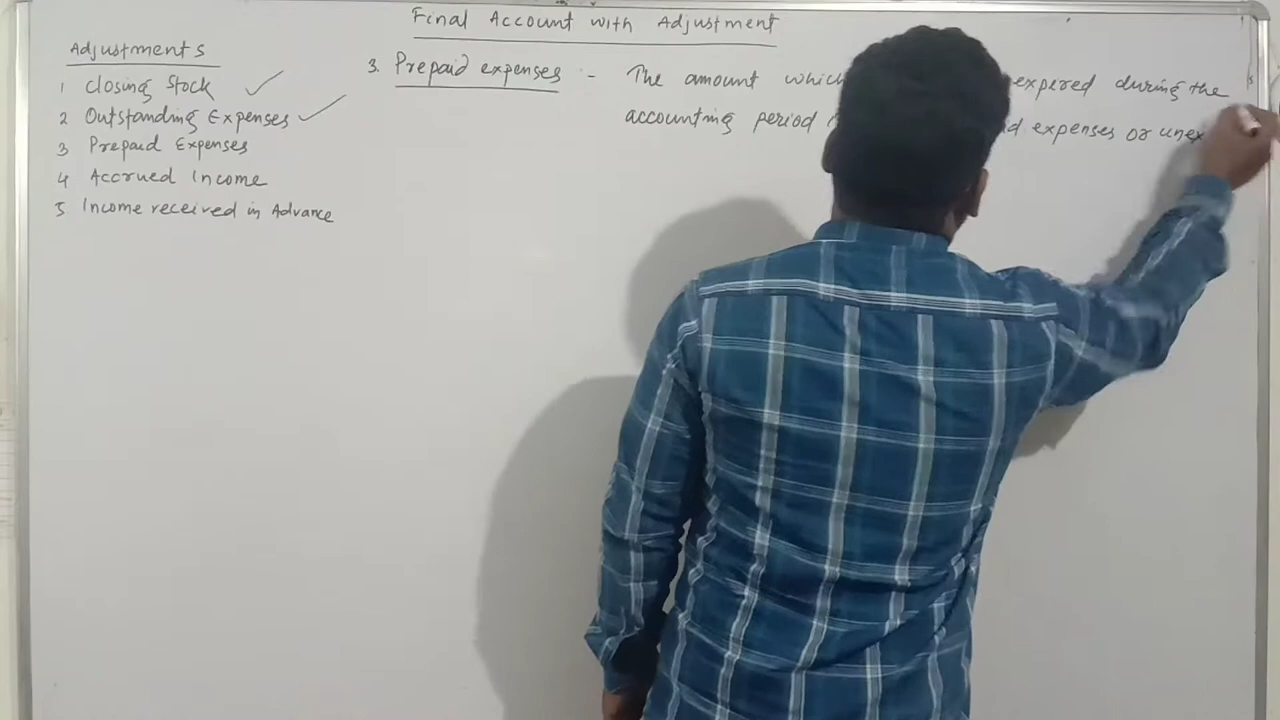 Final Account with Adjustment
Adjustments
1 Closing Stock
2 Outstanding Expenses
3 Prepaid Expenses
4 Accrued Income
5 Income received in Advance
3. Prepaid expenses :- The amount which expered during the
accounting period expenses or unex